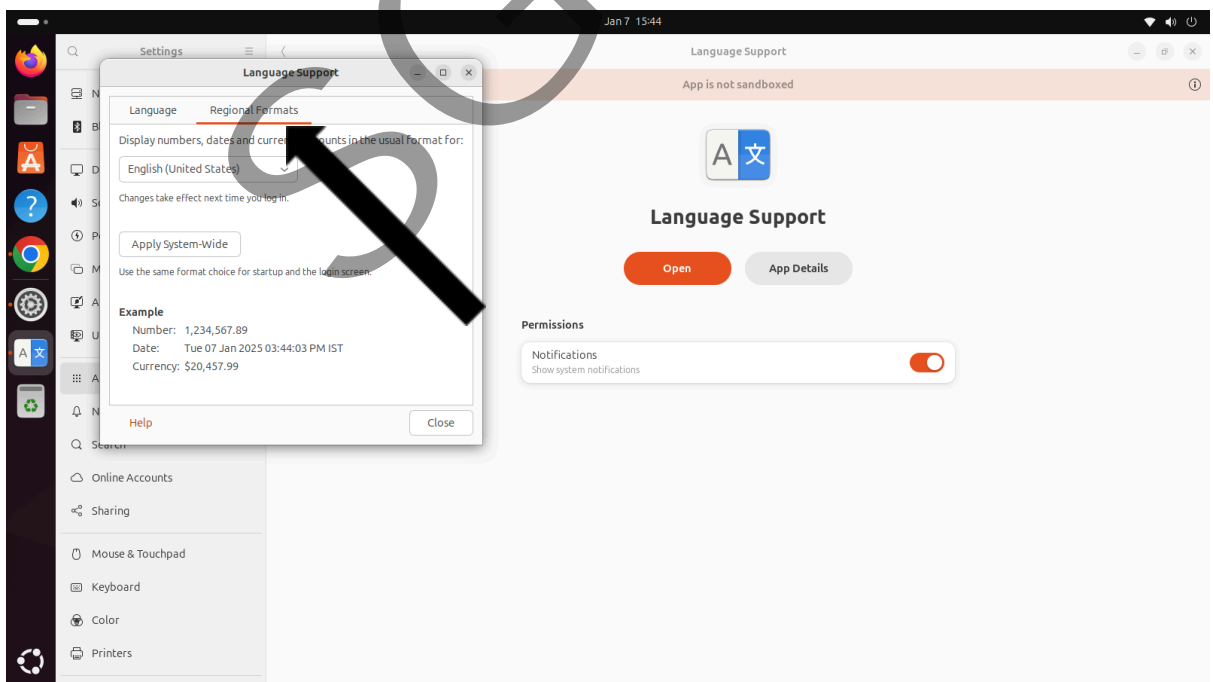 Jan 7 15:44
Settings
Language Support
App is not sandboxed
Language Support
Language Regional Formats
Display numbers, dates and currency amounts in the usual format for:
English (United States)
Changes take effect next time you log in.
Apply System-Wide
Use the same format choice for startup and the login screen.
Example
Number: 1,234,567.89
Date: Tue 07 Jan 2025 03:44:03 PM IST
Currency: $20,457.99
Help
Close
Search
Online Accounts
Sharing
Mouse & Touchpad
Keyboard
Color
Printers
A 文
Language Support
Open
App Details
Permissions
Notifications
Show system notifications
A 文